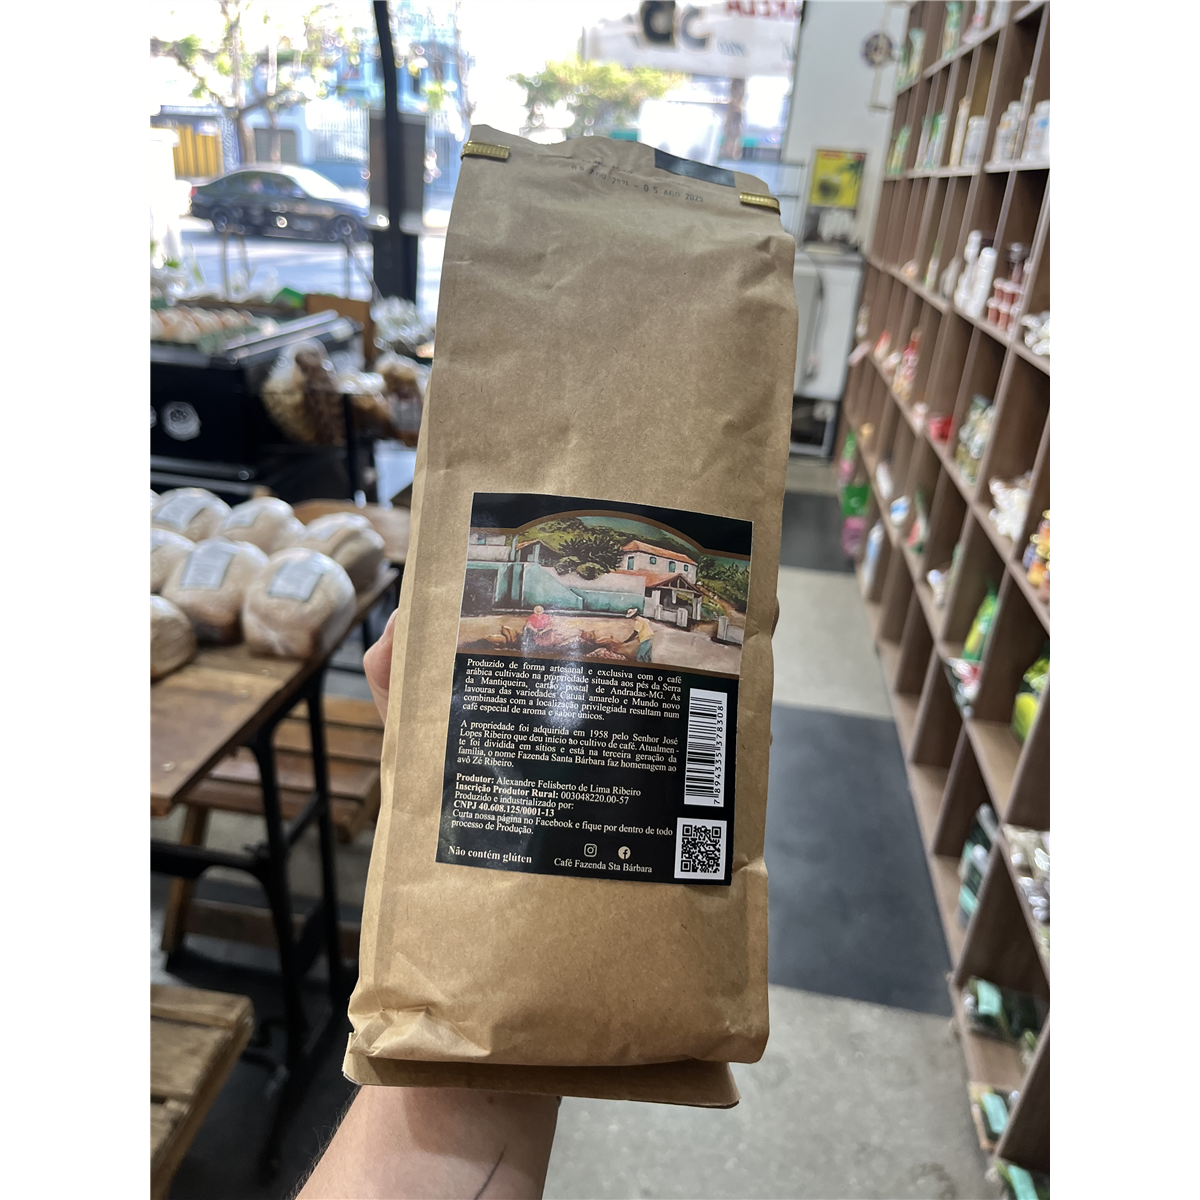 05 AGO 2024 - 05 AGO 2025
Produzido de forma artesanal e exclusiva com o café
arábica cultivado na propriedade situada aos pés da Serra
da Mantiqueira, cartão postal de Andradas-MG. As
lavouras das variedades Catuai amarelo e Mundo novo
combinadas com a localização privilegiada resultam num
café especial de aroma e sabor únicos.
A propriedade foi adquirida em 1958 pelo Senhor José
Lopes Ribeiro que deu início ao cultivo de café. Atualmen-
te foi dividida em sítios e está na terceira geração da
família, o nome Fazenda Santa Bárbara faz homenagem ao
avô Zé Ribeiro.
Produtor: Alexandre Felisberto de Lima Ribeiro
Inscrição Produtor Rural: 003048220.00-57
Produzido e industrializado por:
CNPJ 40.608.125/0001-13
Curta nossa página no Facebook e fique por dentro de todo
processo de Produção.
Não contém glúten
Café Fazenda Sta Bárbara
7894335378308